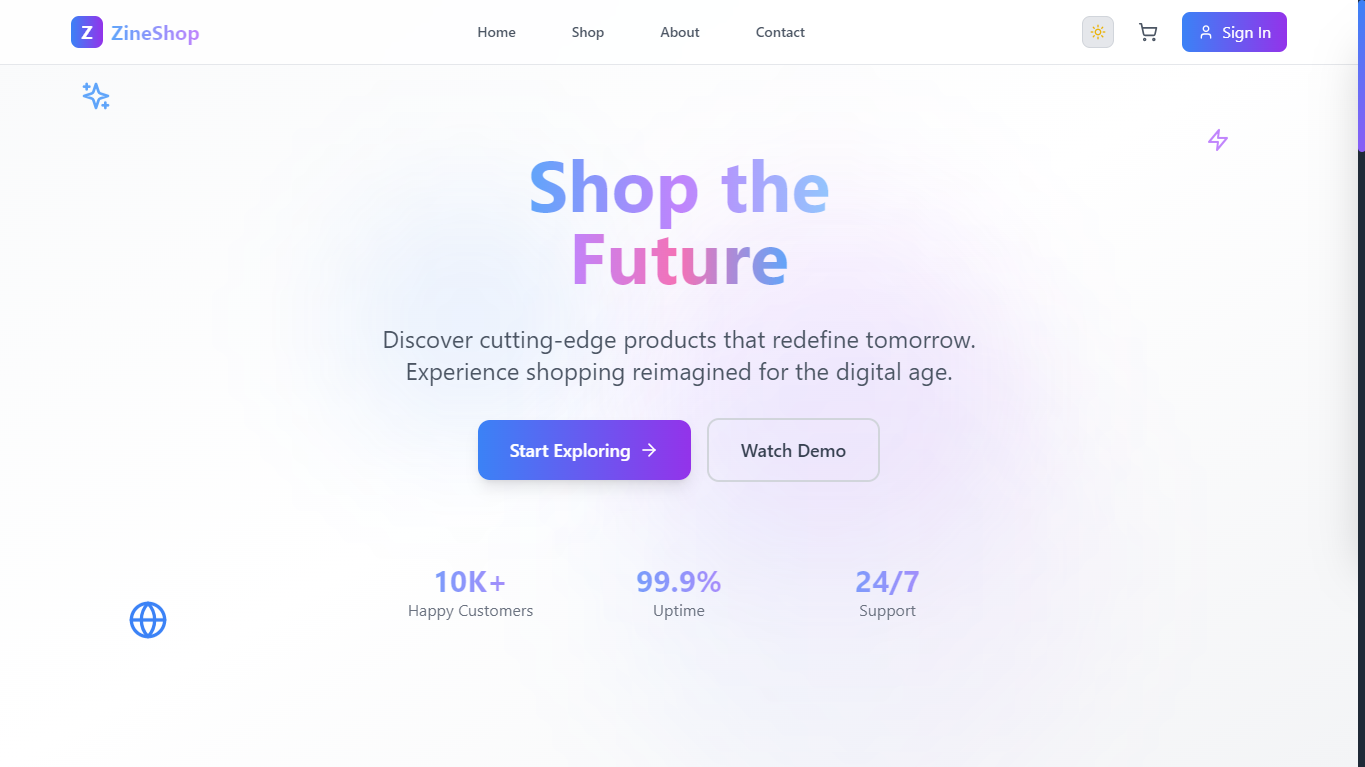 Z ZineShop
Home Shop About Contact
Sign In
Shop the
Future
Discover cutting-edge products that redefine tomorrow.
Experience shopping reimagined for the digital age.
Start Exploring
Watch Demo
10K+
Happy Customers
99.9%
Uptime
24/7
Support